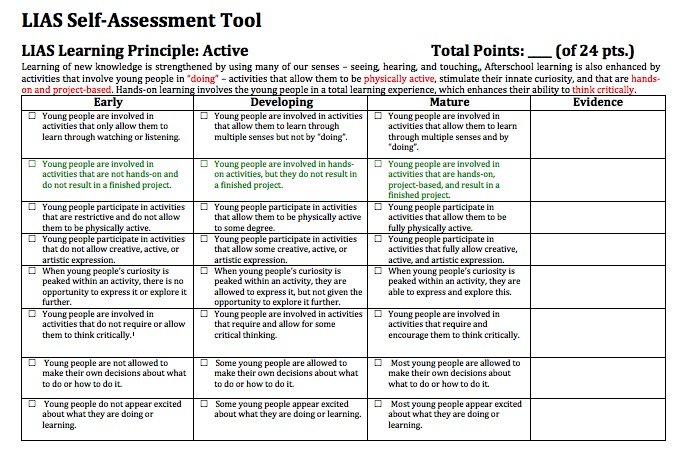 LIAS Self-Assessment Tool
LIAS Learning Principle: Active Total Points: ___ (of 24 pts.)
Learning of new knowledge is strengthened by using many of our senses – seeing, hearing, and touching,. Afterschool learning is also enhanced by
activities that involve young people in "doing" – activities that allow them to be physically active, stimulate their innate curiosity, and that are hands-
on and project-based. Hands-on learning involves the young people in a total learning experience, which enhances their ability to think critically.
Early Developing Mature Evidence
☐ Young people are involved in
activities that only allow them to
learn through watching or listening.
☐ Young people are involved in activities
that allow them to learn through
multiple senses but not by "doing".
☐ Young people are involved in
activities that allow them to learn
through multiple senses and by
"doing".
☐ Young people are involved in
activities that are not hands-on and
do not result in a finished project.
☐ Young people are involved in hands-
on activities, but they do not result in
a finished project.
☐ Young people are involved in
activities that are hands-on,
project-based, and result in a
finished project.
☐ Young people participate in activities
that are restrictive and do not allow
them to be physically active.
☐ Young people participate in activities
that allow them to be physically active
to some degree.
☐ Young people participate in
activities that allow them to be
fully physically active.
☐ Young people participate in activities
that do not allow creative, active, or
artistic expression.
☐ Young people participate in activities
that allow some creative, active, or
artistic expression.
☐ Young people participate in
activities that fully allow creative,
active, and artistic expression.
☐ When young people's curiosity is
peaked within an activity, there is no
opportunity to express it or explore it
further.
☐ When young people's curiosity is
peaked within an activity, they are
allowed to express it, but not given the
opportunity to explore it further.
☐ When young people's curiosity is
peaked within an activity, they are
able to express and explore this.
☐ Young people are involved in
activities that do not require or allow
them to think critically.¹
☐ Young people are involved in activities
that require and allow for some
critical thinking.
☐ Young people are involved in
activities that require and
encourage them to think critically.
☐ Young people are not allowed to
make their own decisions about what
to do or how to do it.
☐ Some young people are allowed to
make their own decisions about what
to do or how to do it.
☐ Most young people are allowed to
make their own decisions about
what to do or how to do it.
☐ Young people do not appear excited
about what they are doing or
learning.
☐ Some young people appear excited
about what they are doing or learning.
☐ Most young people appear excited
about what they are doing or
learning.